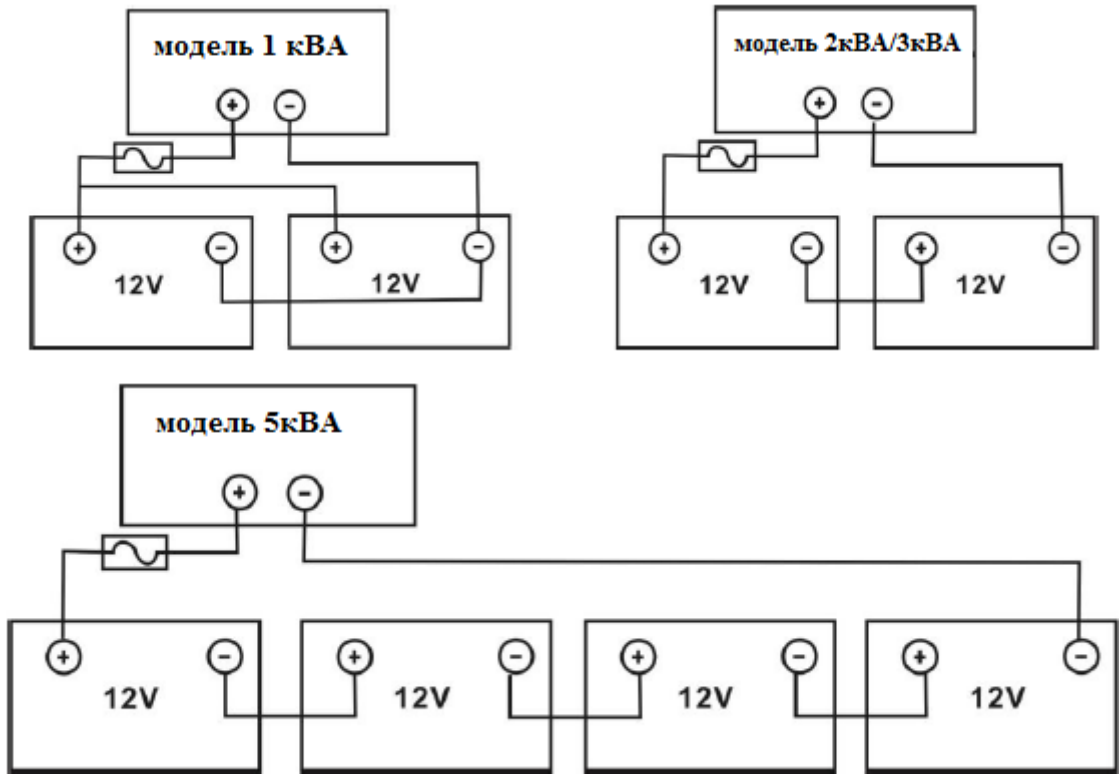 модель 1 кВА
+ −
+ − + −
12V 12V
модель 2кВА/3кВА
+ −
+ − + −
12V 12V
модель 5кВА
+ −
+ − + − + − + −
12V 12V 12V 12V